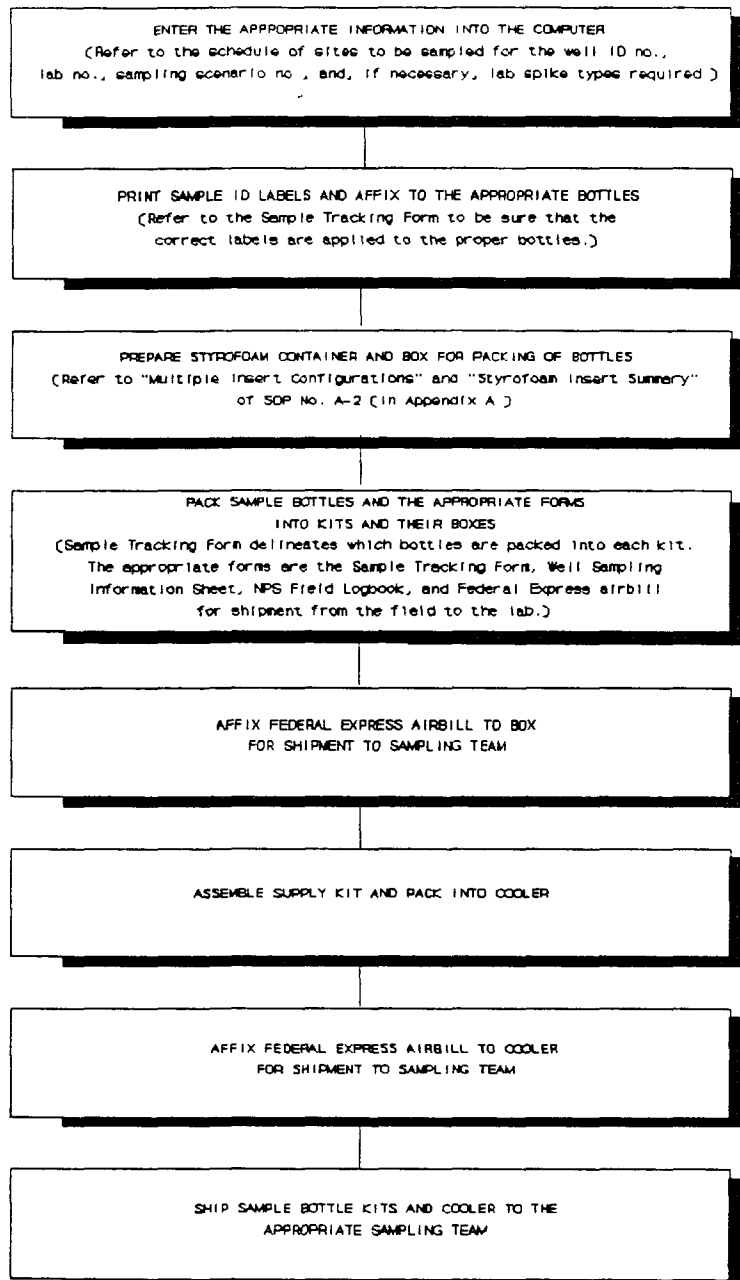 ENTER THE APPPOPRIATE INFORMATION INTO THE COMPUTER
(Refer to the schedule of sites to be sampled for the well ID no.,
lab no., sampling scenario no , and, if necessary, lab spike types required )
PRINT SAMPLE ID LABELS AND AFFIX TO THE APPROPRIATE BOTTLES
(Refer to the Sample Tracking Form to be sure that the
correct labels are applied to the proper bottles.)
PREPARE STYROFOAM CONTAINER AND BOX FOR PACKING OF BOTTLES
(Refer to "Multiple Insert Configurations" and "Styrofoam Insert Summary"
of SOP No. A-2 (in Appendix A )
PACK SAMPLE BOTTLES AND THE APPROPRIATE FORMS
INTO KITS AND THEIR BOXES
(Sample Tracking Form delineates which bottles are packed into each kit.
The appropriate forms are the Sample Tracking Form, Well Sampling
Information Sheet, NPS Field Logbook, and Federal Express airbill
for shipment from the field to the lab.)
AFFIX FEDERAL EXPRESS AIRBILL TO BOX
FOR SHIPMENT TO SAMPLING TEAM
ASSEMBLE SUPPLY KIT AND PACK INTO COOLER
AFFIX FEDERAL EXPRESS AIRBILL TO COOLER
FOR SHIPMENT TO SAMPLING TEAM
SHIP SAMPLE BOTTLE KITS AND COOLER TO THE
APPROPRIATE SAMPLING TEAM